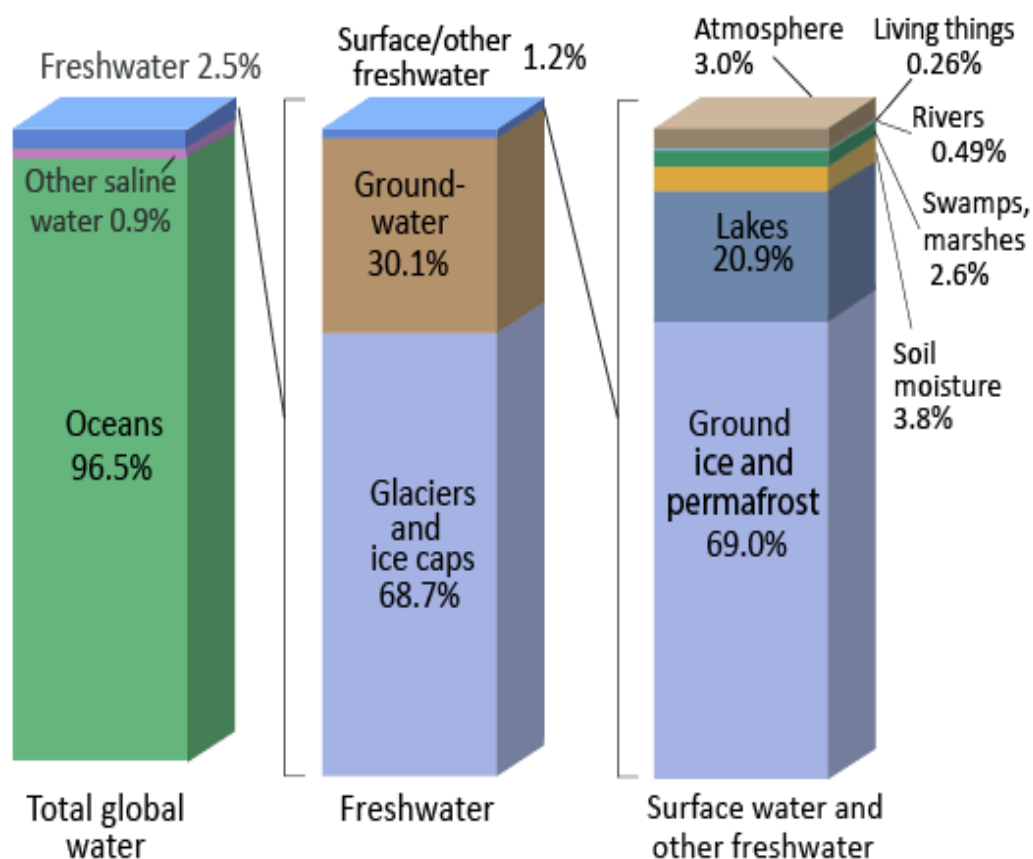 Freshwater 2.5%
Other saline
water 0.9%
Oceans
96.5%
Total global
water
Surface/other
freshwater 1.2%
Ground-
water
30.1%
Glaciers
and
ice caps
68.7%
Freshwater
Atmosphere
3.0%
Living things
0.26%
Rivers
0.49%
Swamps,
marshes
2.6%
Soil
moisture
3.8%
Lakes
20.9%
Ground
ice and
permafrost
69.0%
Surface water and
other freshwater